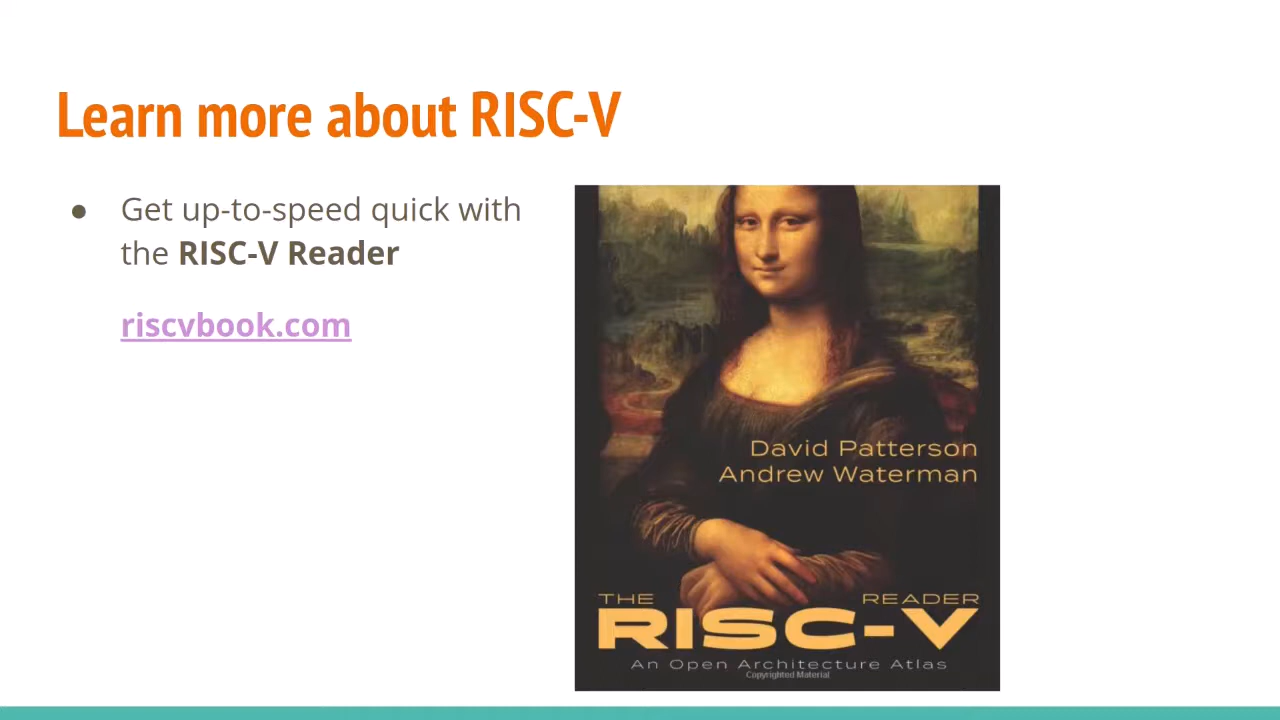 Learn more about RISC-V
● Get up-to-speed quick with
the RISC-V Reader
riscvbook.com
David Patterson
Andrew Waterman
THE READER
RISC-V
An Open Architecture Atlas
Copyrighted Material